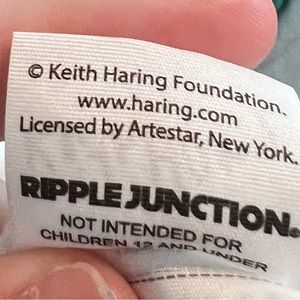 © Keith Haring Foundation.
www.haring.com
Licensed by Artestar, New York.
RIPPLE JUNCTION®
NOT INTENDED FOR
CHILDREN 12 AND UNDER